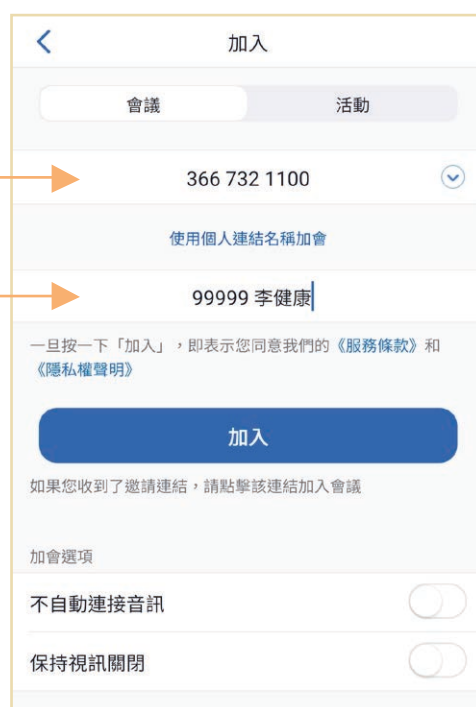 加入
會議
活動
366 732 1100
使用個人連結名稱加會
99999 李健康
一旦按一下「加入」，即表示您同意我們的《服務條款》和
《隱私權聲明》
加入
如果您收到了邀請連結，請點擊該連結加入會議
加會選項
不自動連接音訊
保持視訊關閉